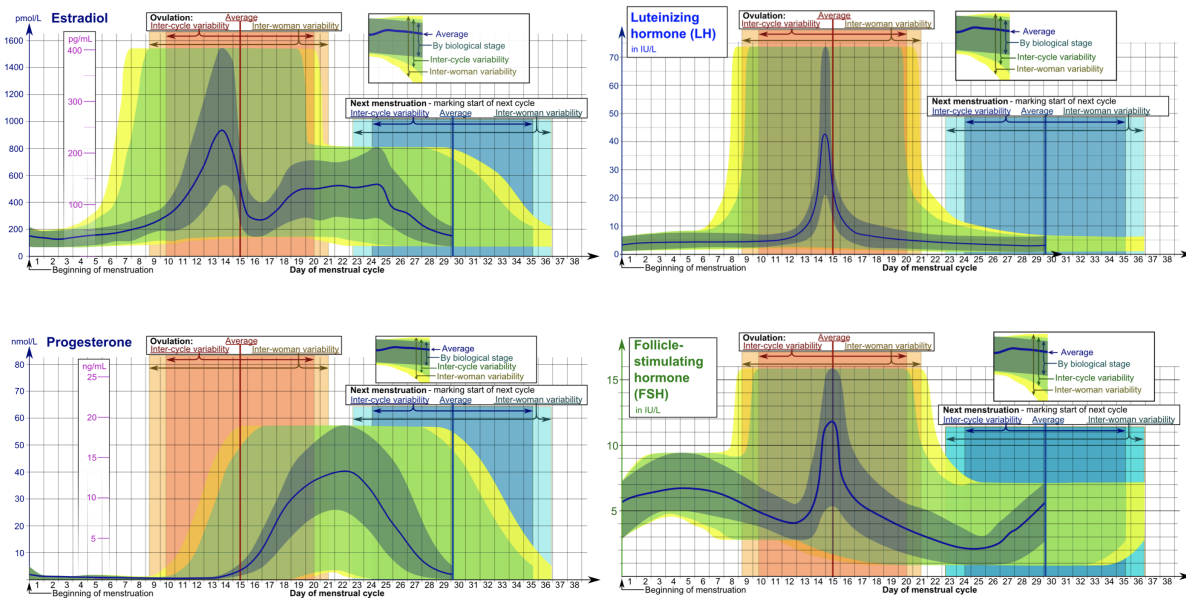 pmol/L
Estradiol
Ovulation:
Average
Inter-cycle variability
Inter-woman variability
pg/mL
1600
1400
1200
1000
800
600
400
200
0
400
300
200
100
Average
By biological stage
Inter-cycle variability
Inter-woman variability
Next menstruation - marking start of next cycle
Inter-cycle variability Average Inter-woman variability
1 2 3 4 5 6 7 8 9 10 11 12 13 14 15 16 17 18 19 20 21 22 23 24 25 26 27 28 29 30 31 32 33 34 35 36 37 38
Beginning of menstruation
Day of menstrual cycle
Luteinizing
hormone (LH)
in IU/L
Ovulation:
Average
Inter-cycle variability
Inter-woman variability
70
60
50
40
30
20
10
0
Average
By biological stage
Inter-cycle variability
Inter-woman variability
Next menstruation - marking start of next cycle
Inter-cycle variability Average Inter-woman variability
1 2 3 4 5 6 7 8 9 10 11 12 13 14 15 16 17 18 19 20 21 22 23 24 25 26 27 28 29 30 31 32 33 34 35 36 37 38
Beginning of menstruation
Day of menstrual cycle
nmol/L
Progesterone
Ovulation:
Average
Inter-cycle variability
Inter-woman variability
ng/mL
80
70
60
50
40
30
20
10
25
20
15
10
5
Average
By biological stage
Inter-cycle variability
Inter-woman variability
Next menstruation - marking start of next cycle
Inter-cycle variability Average Inter-woman variability
1 2 3 4 5 6 7 8 9 10 11 12 13 14 15 16 17 18 19 20 21 22 23 24 25 26 27 28 29 30 31 32 33 34 35 36 37 38
Beginning of menstruation
Day of menstrual cycle
Follicle-
stimulating
hormone
(FSH)
in IU/L
Ovulation:
Average
Inter-cycle variability
Inter-woman variability
15
10
5
Average
By biological stage
Inter-cycle variability
Inter-woman variability
Next menstruation - marking start of next cycle
Inter-cycle variability Average Inter-woman variability
1 2 3 4 5 6 7 8 9 10 11 12 13 14 15 16 17 18 19 20 21 22 23 24 25 26 27 28 29 30 31 32 33 34 35 36 37 38
Beginning of menstruation
Day of menstrual cycle